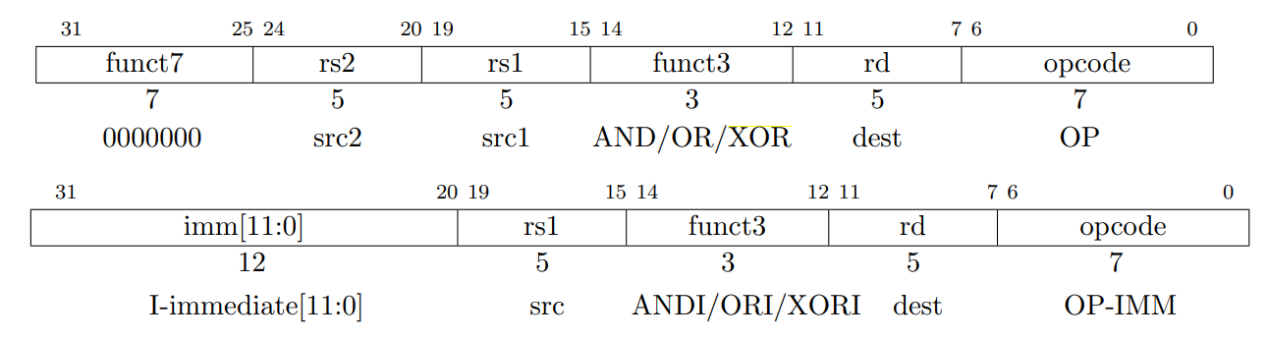 31 25 24 20 19 15 14 12 11 7 6 0
funct7 rs2 rs1 funct3 rd opcode
7 5 5 3 5 7
0000000 src2 src1 AND/OR/XOR dest OP
31 20 19 15 14 12 11 7 6 0
imm[11:0] rs1 funct3 rd opcode
12 5 3 5 7
I-immediate[11:0] src ANDI/ORI/XORI dest OP-IMM